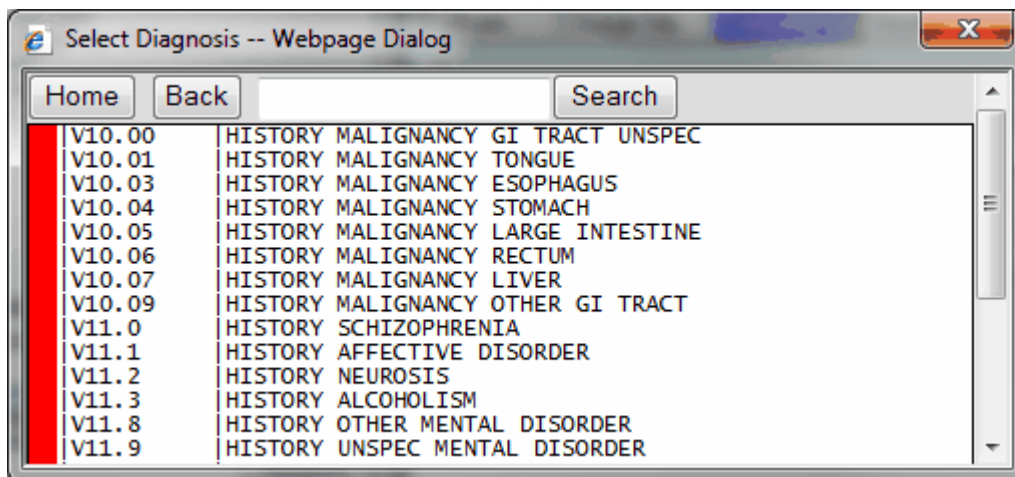 Select Diagnosis -- Webpage Dialog
Home Back Search
|V10.00 |HISTORY MALIGNANCY GI TRACT UNSPEC
|V10.01 |HISTORY MALIGNANCY TONGUE
|V10.03 |HISTORY MALIGNANCY ESOPHAGUS
|V10.04 |HISTORY MALIGNANCY STOMACH
|V10.05 |HISTORY MALIGNANCY LARGE INTESTINE
|V10.06 |HISTORY MALIGNANCY RECTUM
|V10.07 |HISTORY MALIGNANCY LIVER
|V10.09 |HISTORY MALIGNANCY OTHER GI TRACT
|V11.0 |HISTORY SCHIZOPHRENIA
|V11.1 |HISTORY AFFECTIVE DISORDER
|V11.2 |HISTORY NEUROSIS
|V11.3 |HISTORY ALCOHOLISM
|V11.8 |HISTORY OTHER MENTAL DISORDER
|V11.9 |HISTORY UNSPEC MENTAL DISORDER